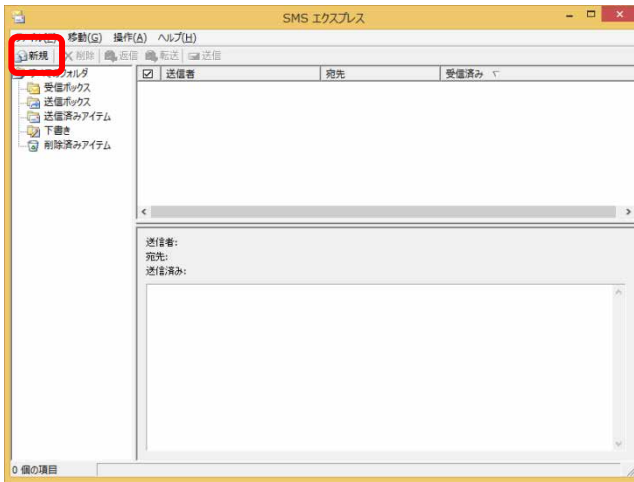 SMS エクスプレス
移動(G) 操作(A) ヘルプ(H)
新規 削除 返信 転送 送信
送信者 宛先 受信済み
受信ボックス
送信ボックス
送信済みアイテム
下書き
削除済みアイテム
送信者:
宛先:
送信済み:
0 個の項目